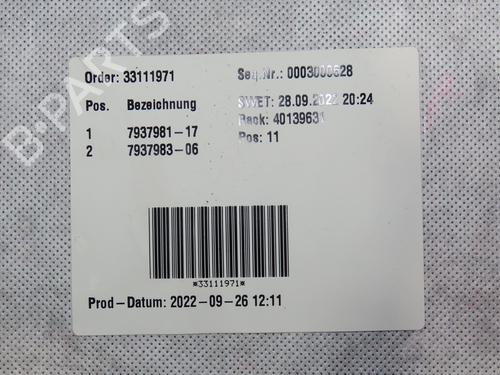 B-PARTS
Order: 33111971 Seq.Nr.: 0003000628
Pos. Bezeichnung SWET: 28.09.2022 20:24
1 7937981-17 Rack: 40139631
2 7937983-06 Pos: 11
*33111971*
Prod-Datum: 2022-09-26 12:11